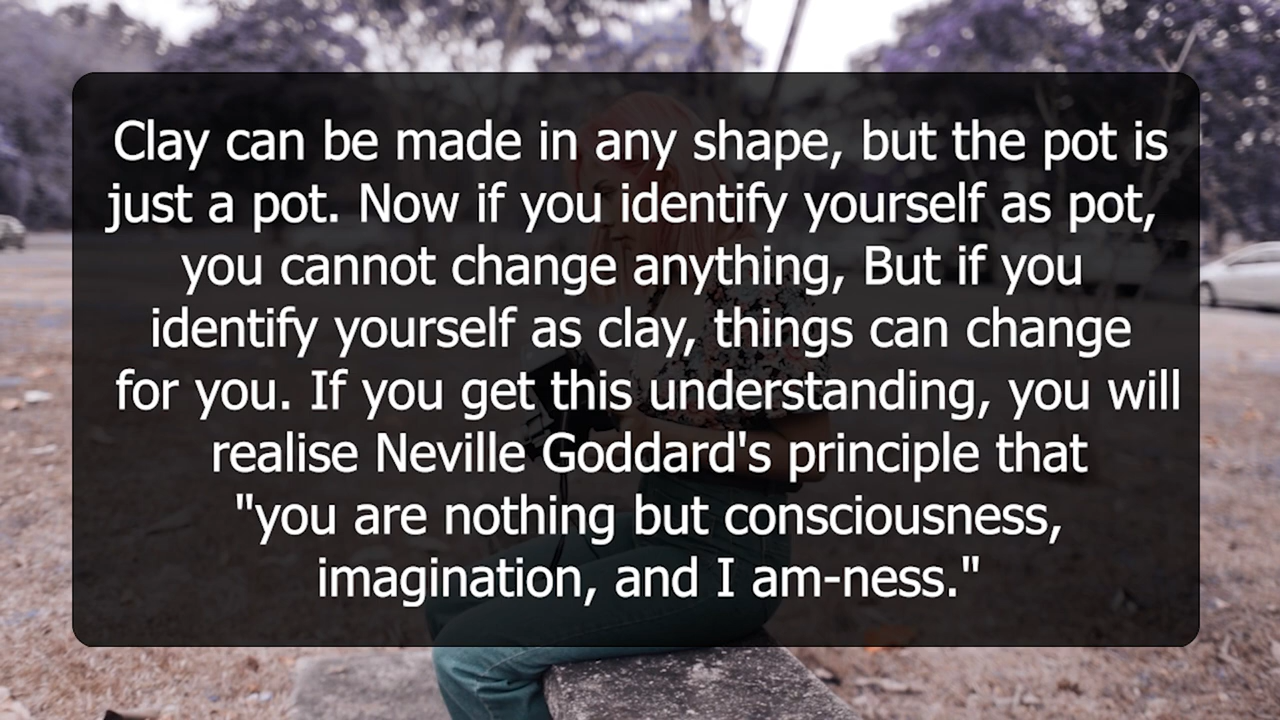 Clay can be made in any shape, but the pot is
just a pot. Now if you identify yourself as pot,
you cannot change anything, But if you
identify yourself as clay, things can change
for you. If you get this understanding, you will
realise Neville Goddard's principle that
"you are nothing but consciousness,
imagination, and I am-ness."